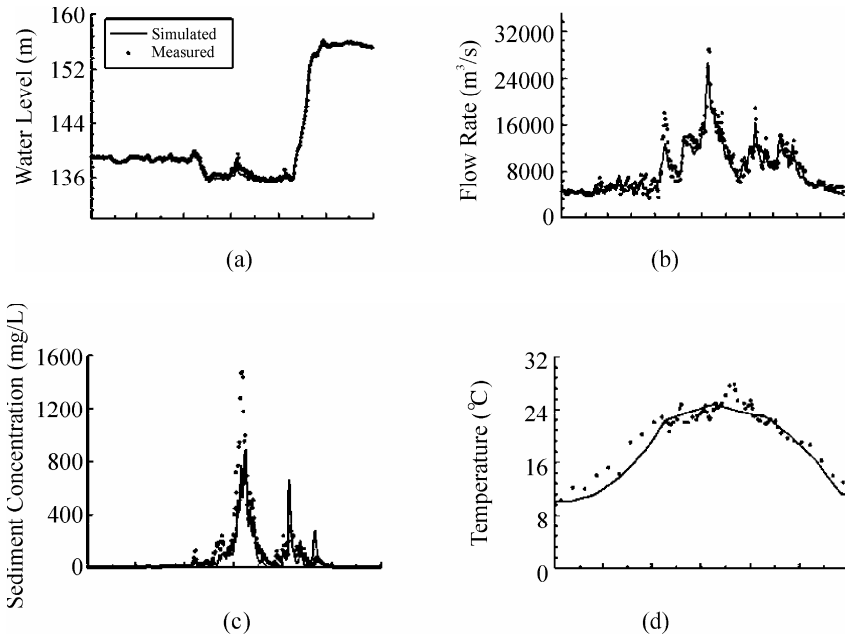 160
152
144
136
Water Level (m)
Simulated
Measured
(a)
32000
24000
16000
8000
0
Flow Rate (m³/s)
(b)
1600
1200
800
400
0
Sediment Concentration (mg/L)
(c)
32
24
16
8
0
Temperature (℃)
(d)